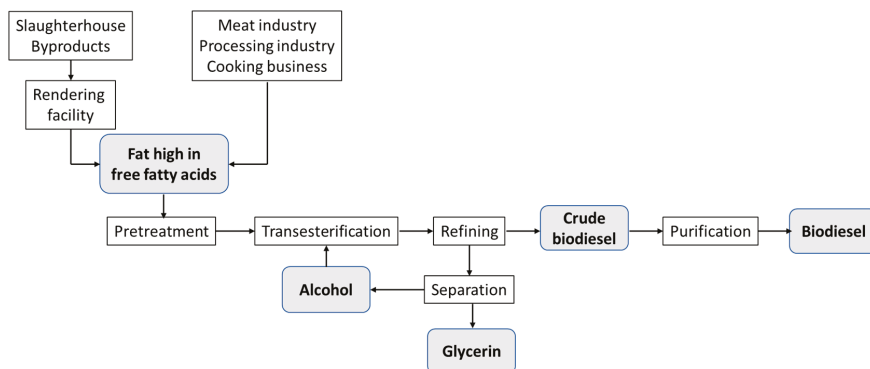 Slaughterhouse
Byproducts
Meat industry
Processing industry
Cooking business
Rendering
facility
Fat high in
free fatty acids
Pretreatment
Transesterification
Refining
Crude
biodiesel
Purification
Biodiesel
Alcohol
Separation
Glycerin